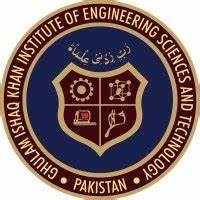 GHULAM ISHAQ KHAN INSTITUTE OF ENGINEERING SCIENCES AND TECHNOLOGY
رَبِّ زِدْنِي عِلْمًا
• PAKISTAN •